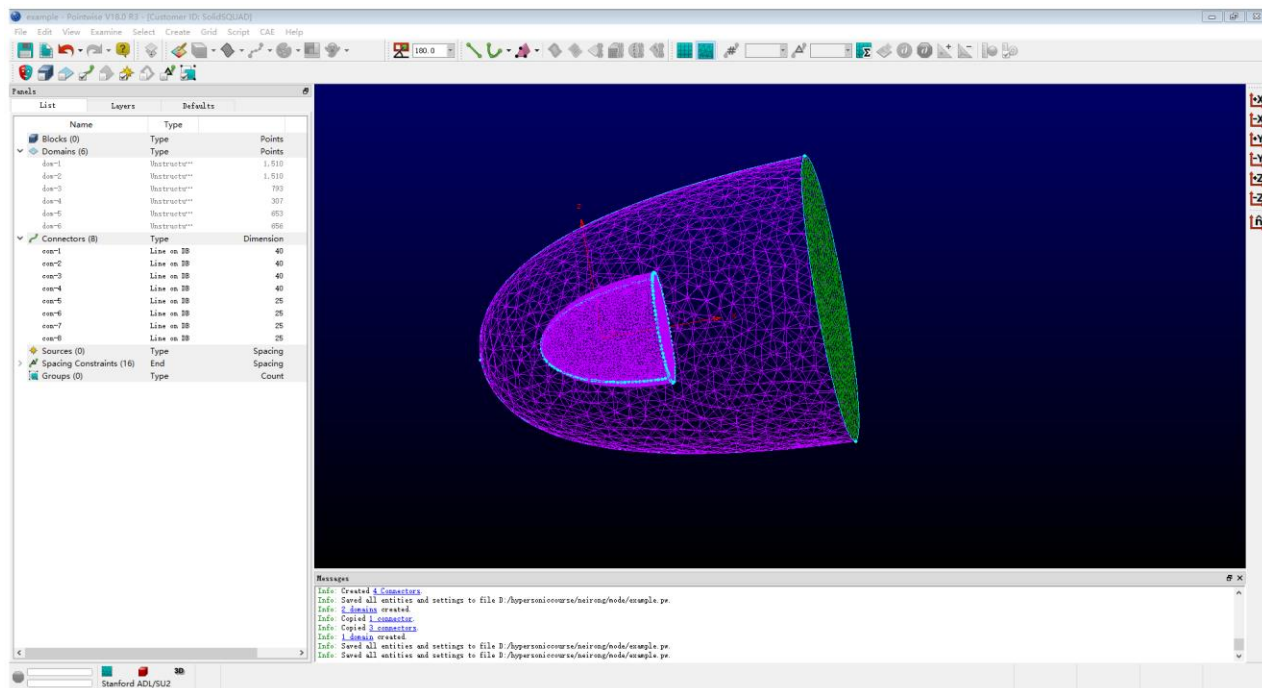 example - Pointwise V18.0 R3 - [Customer ID: SolidSQUAD]
File Edit View Examine Select Create Grid Script CAE Help
180.0
Panels
List Layers Defaults
Name Type
Blocks (0) Type Points
Domains (6) Type Points
dom-1 Unstructu··· 1,510
dom-2 Unstructu··· 1,510
dom-3 Unstructu··· 793
dom-4 Unstructu··· 307
dom-5 Unstructu··· 653
dom-6 Unstructu··· 656
Connectors (8) Type Dimension
con-1 Line on DB 40
con-2 Line on DB 40
con-3 Line on DB 40
con-4 Line on DB 40
con-5 Line on DB 25
con-6 Line on DB 25
con-7 Line on DB 25
con-8 Line on DB 25
Sources (0) Type Spacing
Spacing Constraints (16) End Spacing
Groups (0) Type Count
Z
+X
-X
+Y
-Y
+Z
-Z
Messages
Info: Created 4 Connectors.
Info: Saved all entities and settings to file D:/hypersoniccourse/neirong/mode/example.pw.
Info: 2 domains created.
Info: Copied 1 connector.
Info: Copied 3 connectors.
Info: 1 domain created.
Info: Saved all entities and settings to file D:/hypersoniccourse/neirong/mode/example.pw.
Info: Saved all entities and settings to file D:/hypersoniccourse/neirong/mode/example.pw.
3D
Stanford ADL/SU2